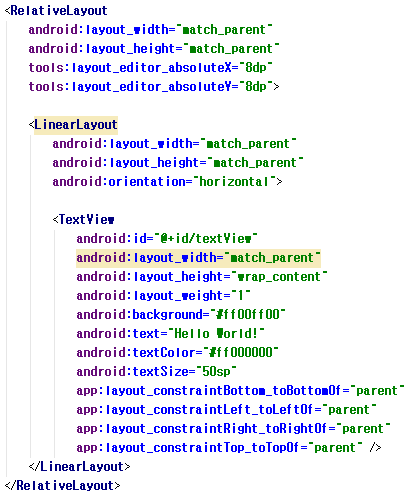 <RelativeLayout
    android:layout_width="match_parent"
    android:layout_height="match_parent"
    tools:layout_editor_absoluteX="8dp"
    tools:layout_editor_absoluteY="8dp">

    <LinearLayout
        android:layout_width="match_parent"
        android:layout_height="match_parent"
        android:orientation="horizontal">

        <TextView
            android:id="@+id/textView"
            android:layout_width="match_parent"
            android:layout_height="wrap_content"
            android:layout_weight="1"
            android:background="#ff00ff00"
            android:text="Hello World!"
            android:textColor="#ff000000"
            android:textSize="50sp"
            app:layout_constraintBottom_toBottomOf="parent"
            app:layout_constraintLeft_toLeftOf="parent"
            app:layout_constraintRight_toRightOf="parent"
            app:layout_constraintTop_toTopOf="parent" />
    </LinearLayout>
</RelativeLayout>